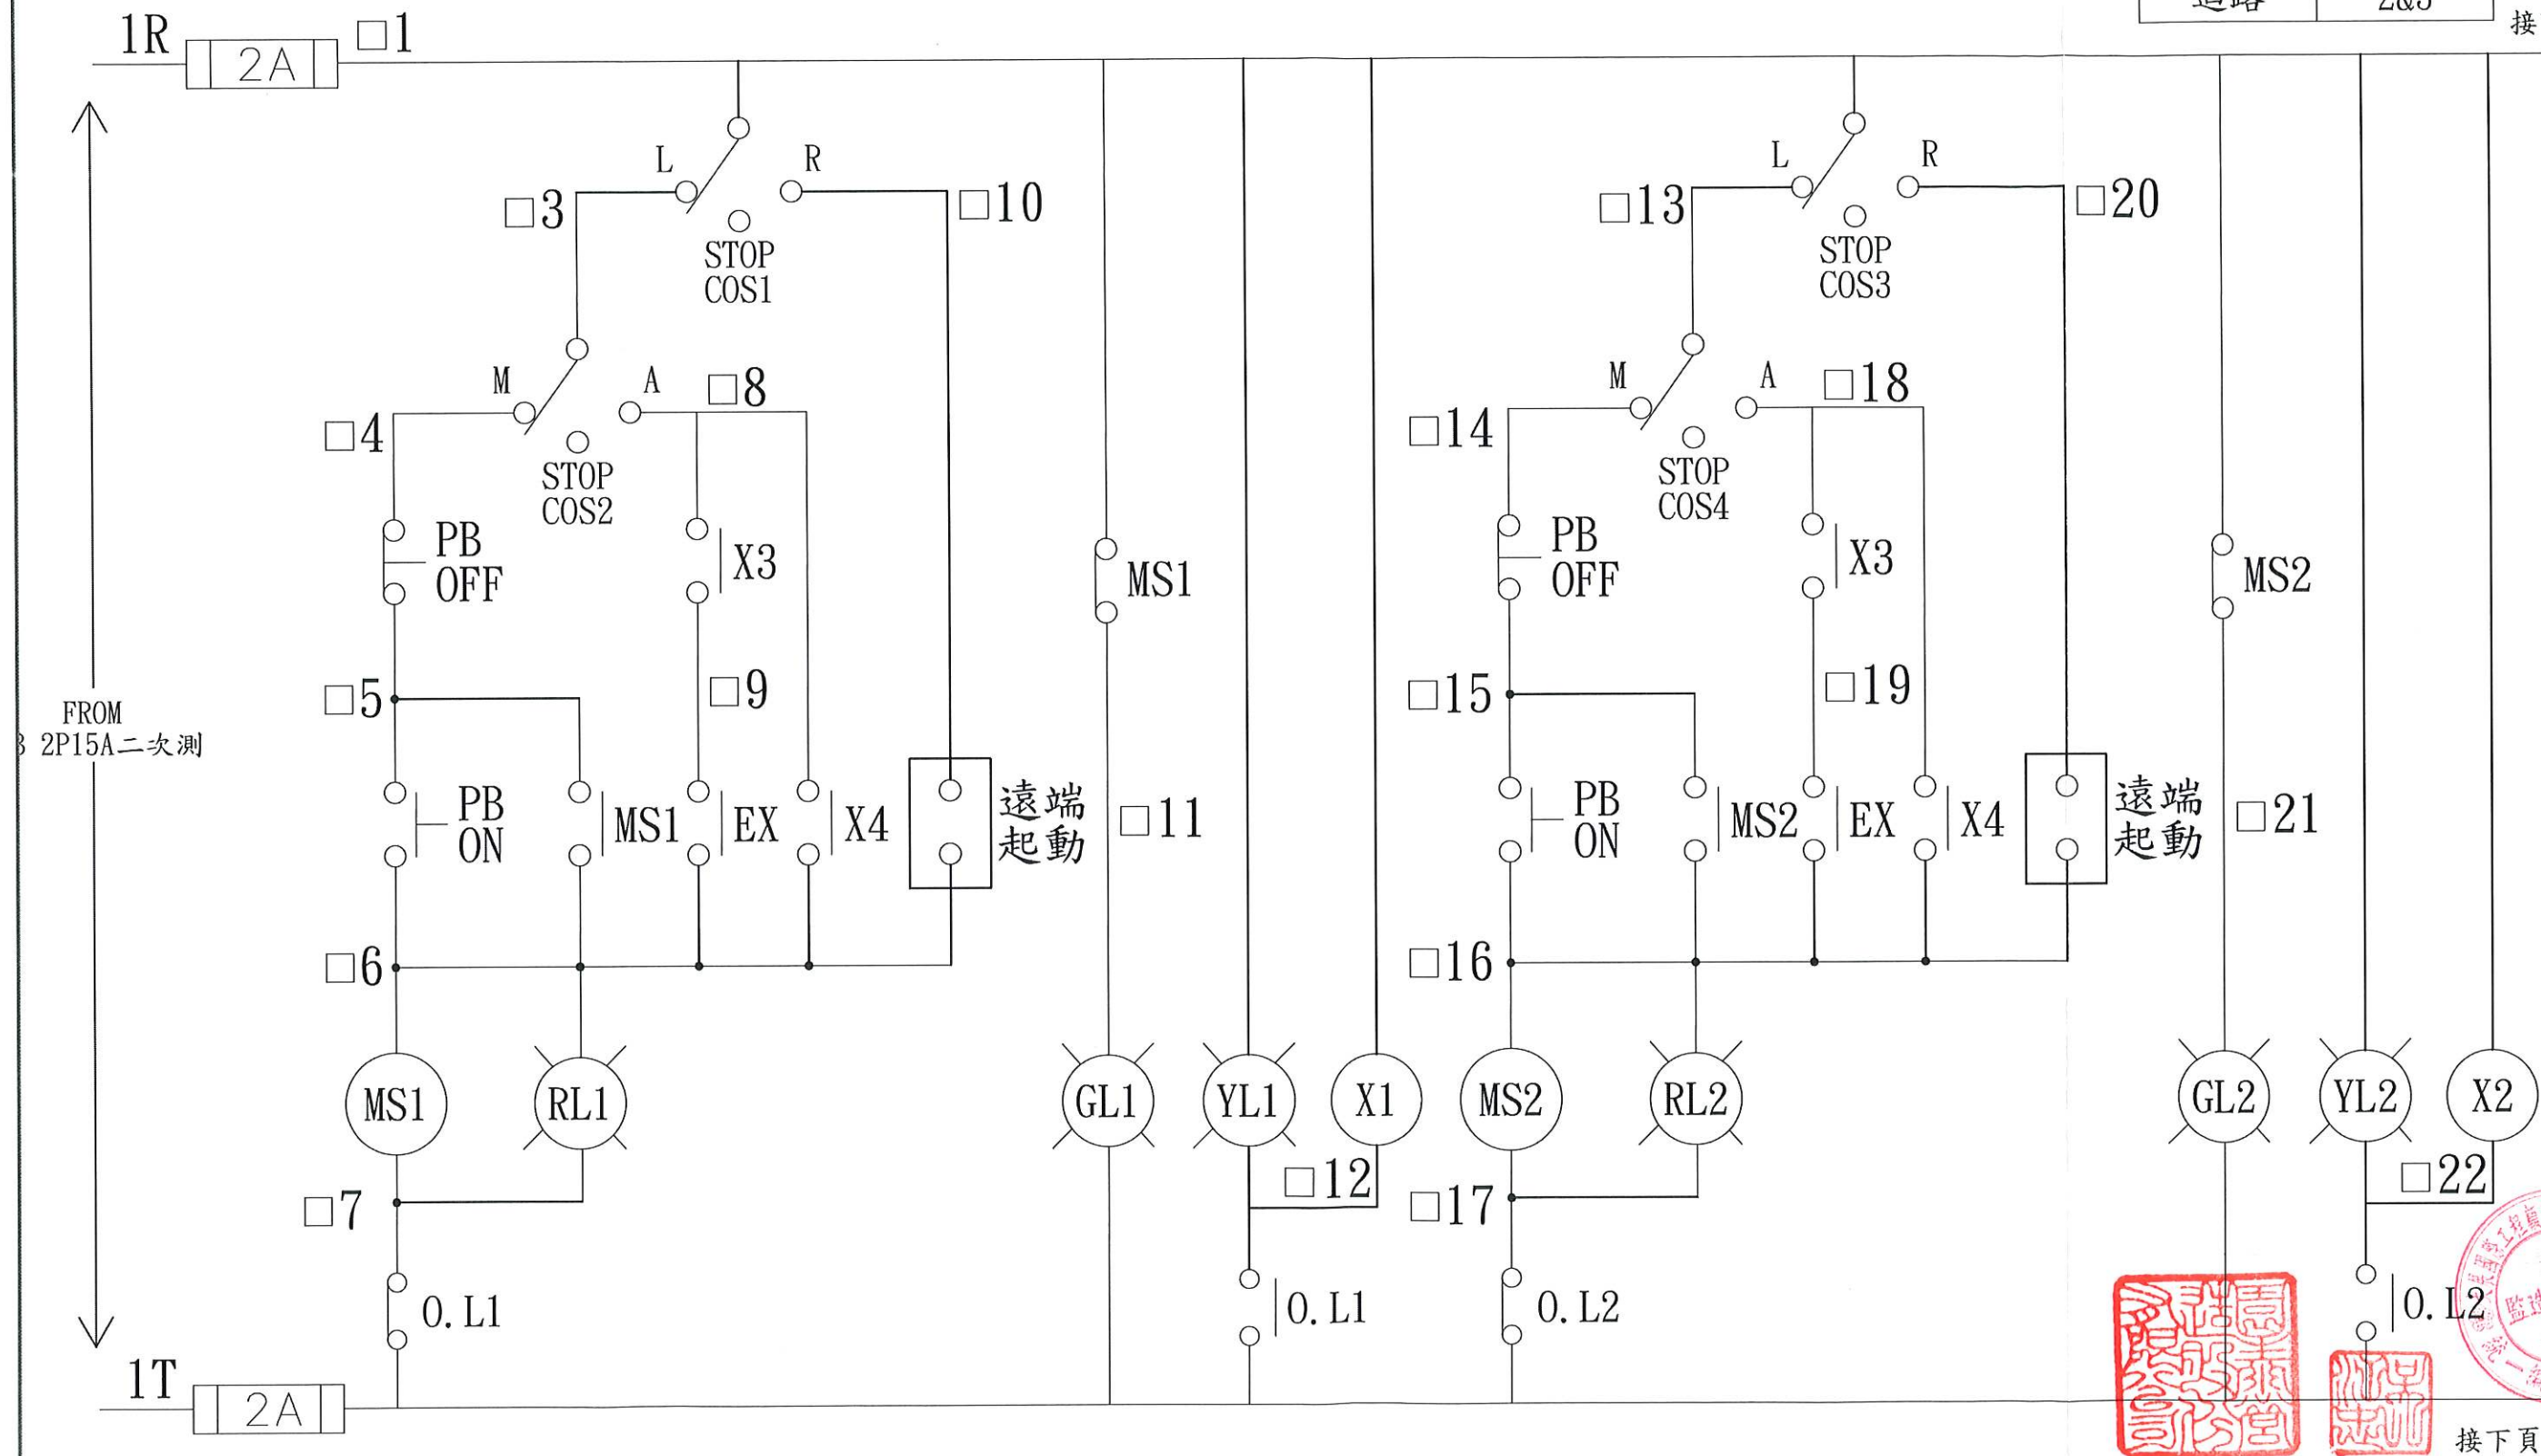 1R
2A
□1
2&3
接
L
R
□3
□10
STOP
COS1
M
A
□8
□4
STOP
COS2
PB
OFF
X3
□5
□9
PB
ON
MS1
EX
X4
遠端
起動
□6
MS1
RL1
□7
O.L1
MS1
□11
GL1
YL1
X1
□12
O.L1
L
R
□13
□20
STOP
COS3
M
A
□18
□14
STOP
COS4
PB
OFF
X3
□15
□19
PB
ON
MS2
EX
X4
遠端
起動
□16
MS2
RL2
□17
O.L2
MS2
□21
GL2
YL2
X2
□22
O.L2
FROM
2P15A二次測
1T
2A
接下頁